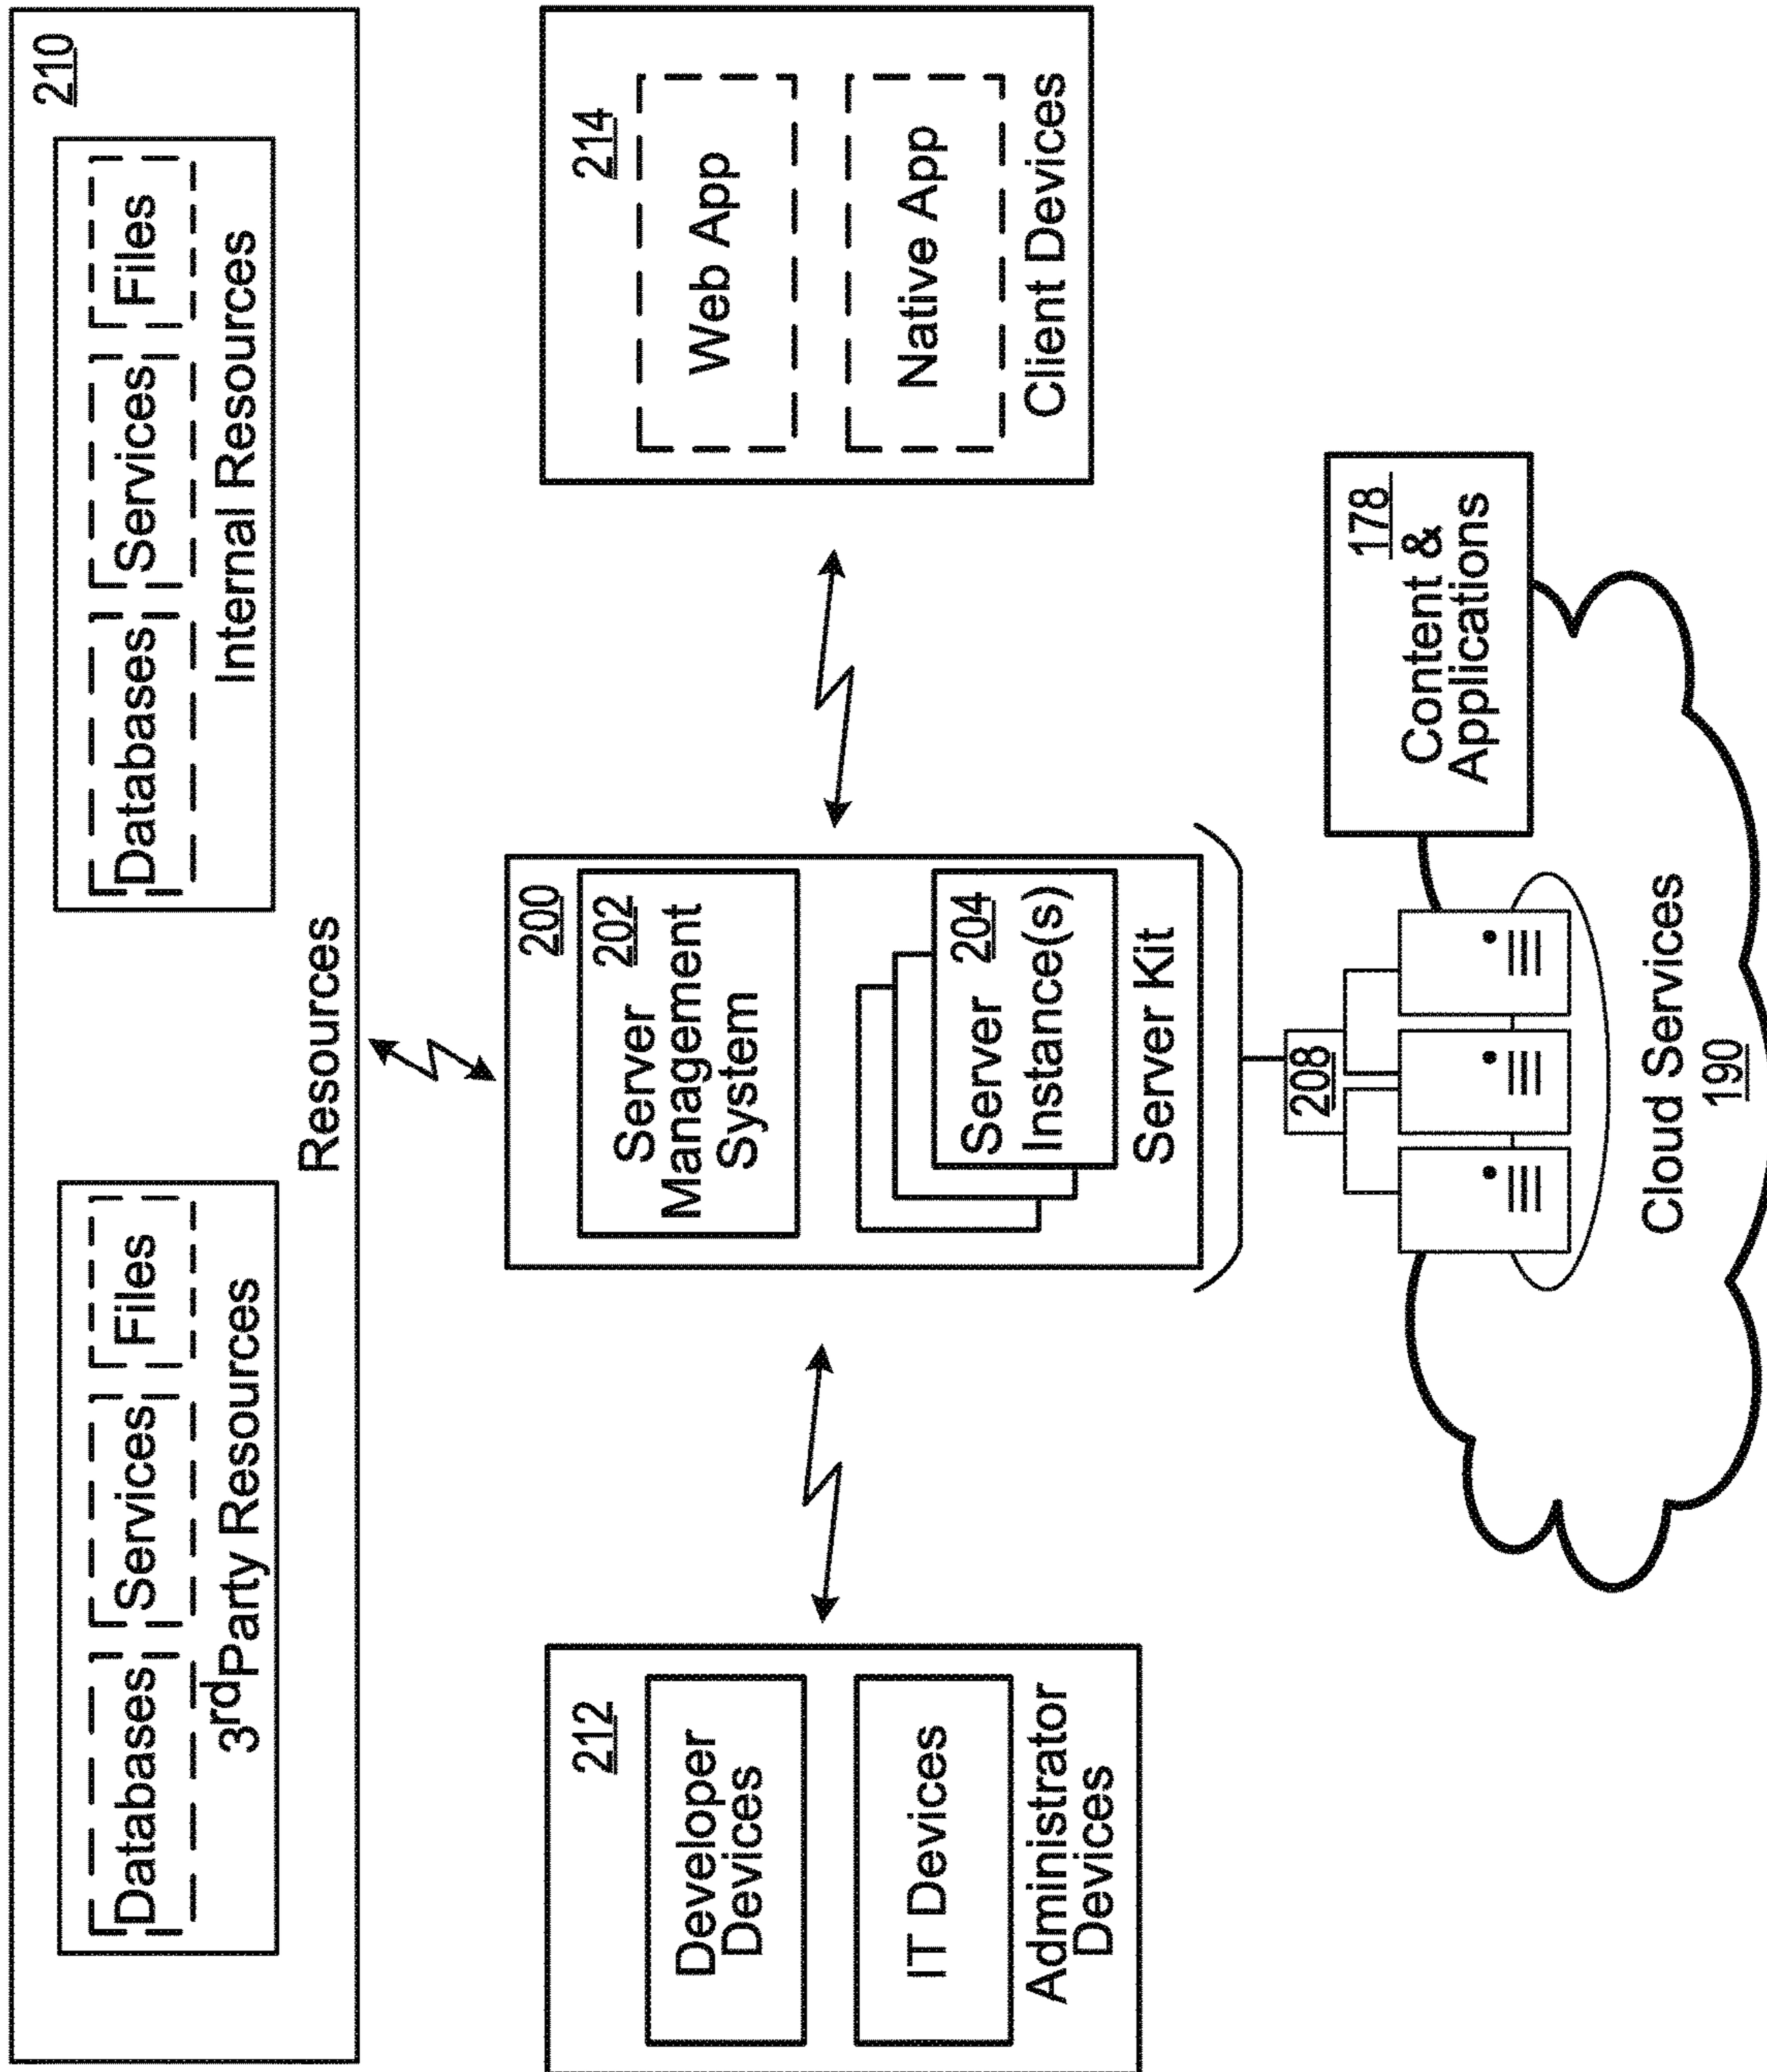 210
Databases
Services
Files
3rd Party Resources
Databases
Services
Files
Internal Resources
Resources
212
Developer
Devices
IT Devices
Administrator
Devices
200
202
Server
Management
System
204
Server
Instance(s)
Server Kit
214
Web App
Native App
Client Devices
208
178
Content &
Applications
Cloud Services
190